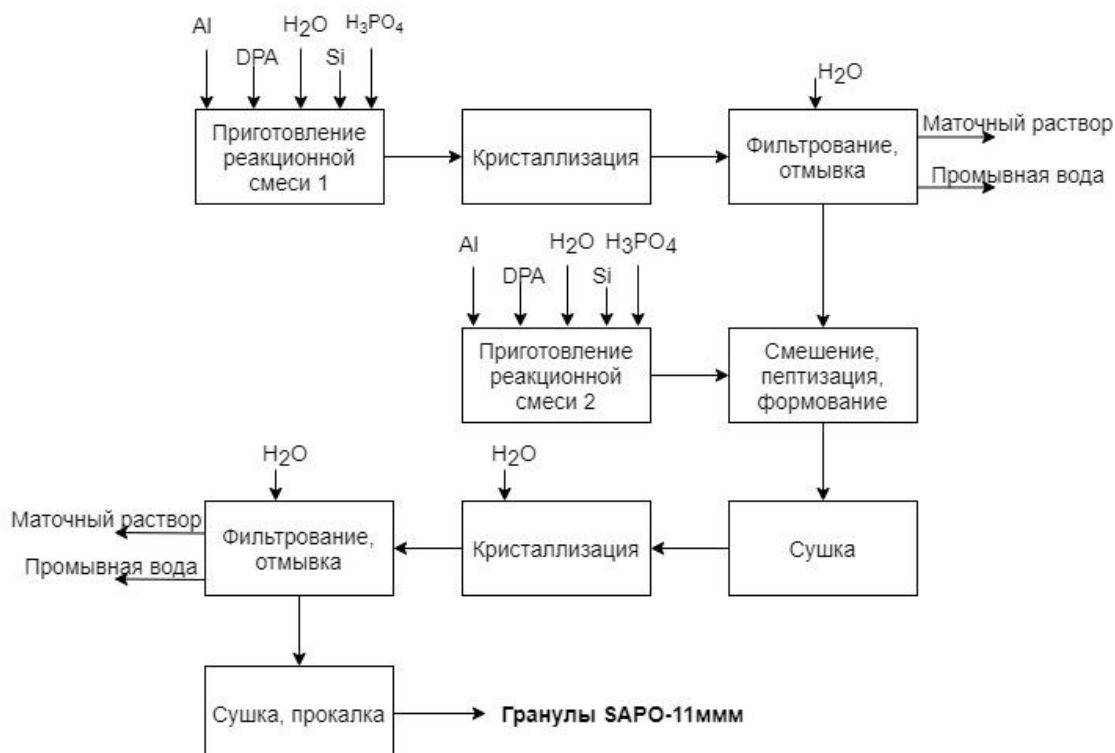 Al
DPA
H2O
Si
H3PO4
Приготовление
реакционной
смеси 1
Кристаллизация
H2O
Фильтрование,
отмывка
Маточный раствор
Промывная вода
Al
DPA
H2O
Si
H3PO4
Приготовление
реакционной
смеси 2
Смешение,
пептизация,
формование
H2O
Маточный раствор
Промывная вода
Фильтрование,
отмывка
H2O
Кристаллизация
Сушка
Сушка, прокалка
Гранулы SAPO-11ммм